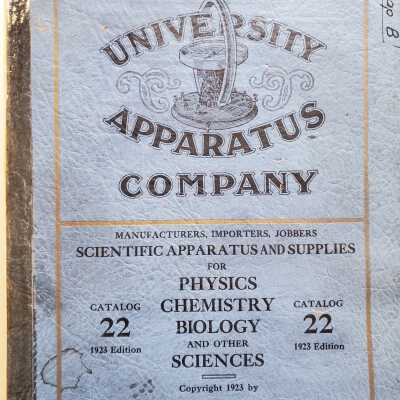 UNIVERSITY
APPARATUS
COMPANY
MANUFACTURERS, IMPORTERS, JOBBERS
SCIENTIFIC APPARATUS AND SUPPLIES
FOR
PHYSICS
CHEMISTRY
BIOLOGY
AND OTHER
SCIENCES
CATALOG
22
1923 Edition
CATALOG
22
1923 Edition
Copyright 1923 by